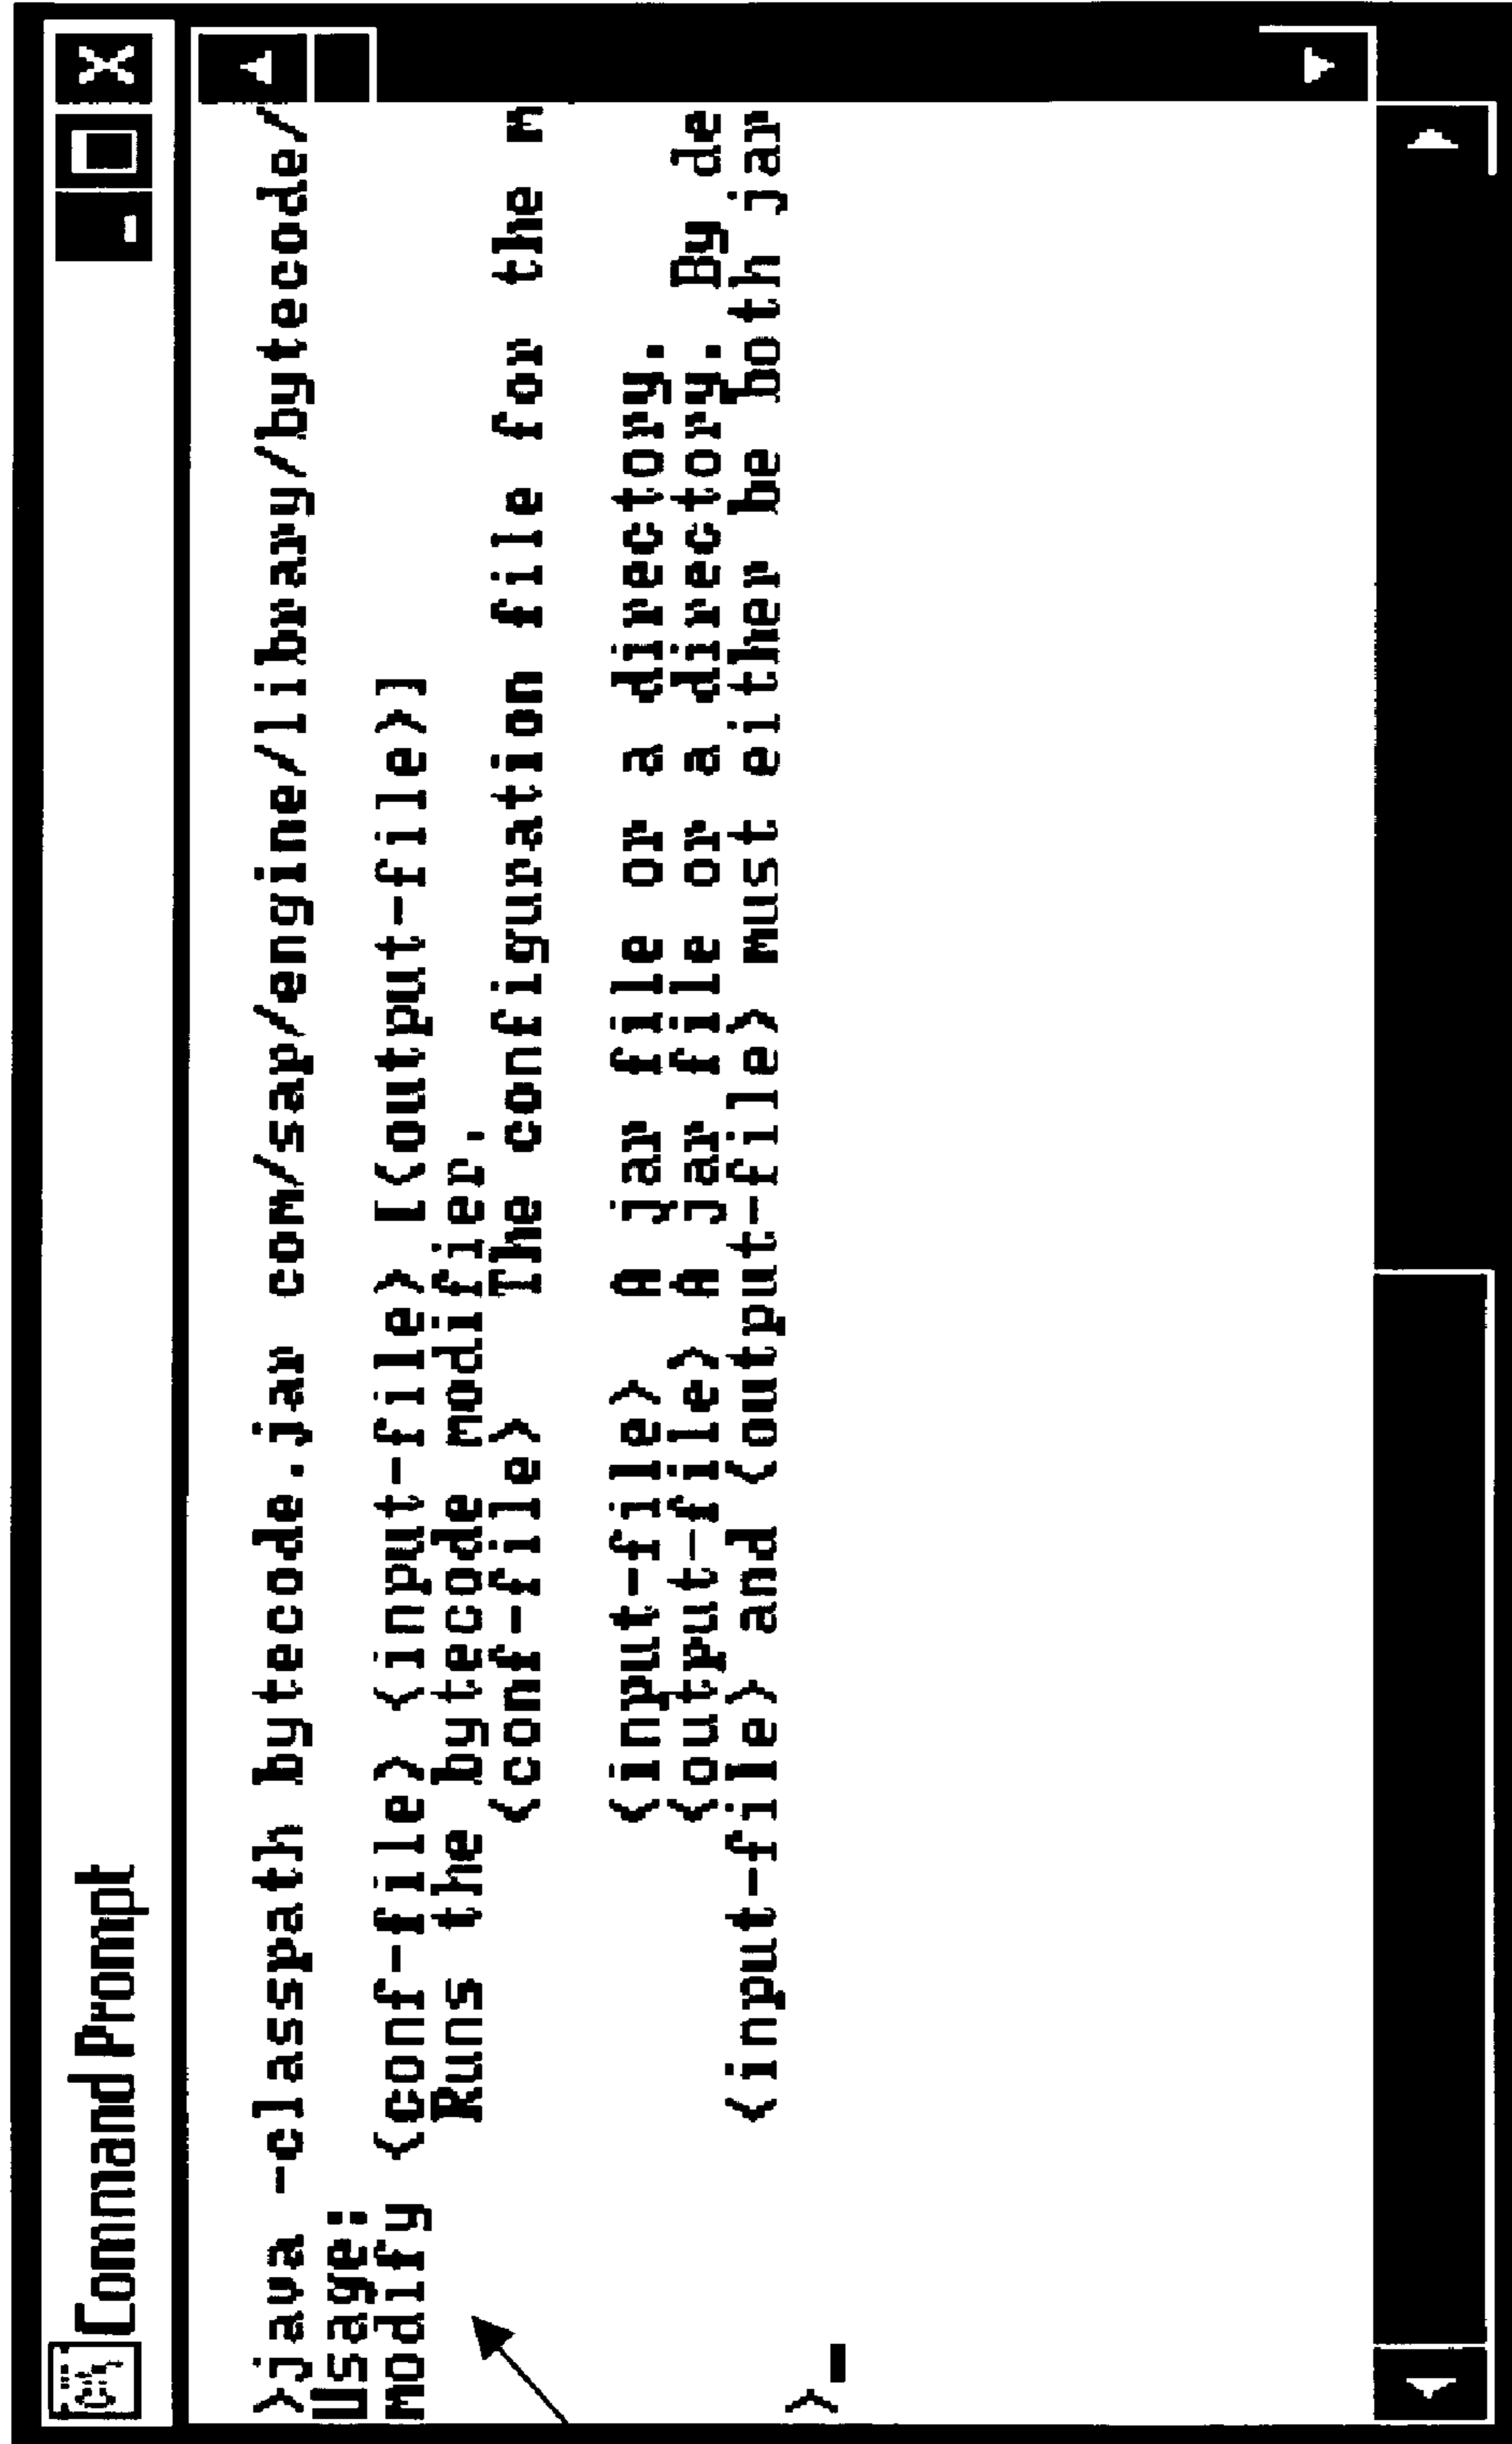 Command Prompt
>java -classpath bytecode.jar com/sap/engine/library/bytecode/
Usage:
modify <conf-file> <input-file> [<output-file>]
Runs the bytecode modifier.
<conf-file> The configuration file for the m
<input-file> A jar file or a directory.
<output-file> A jar file or a directory. By de
<input-file> and <output-file> must either be both jar
>_